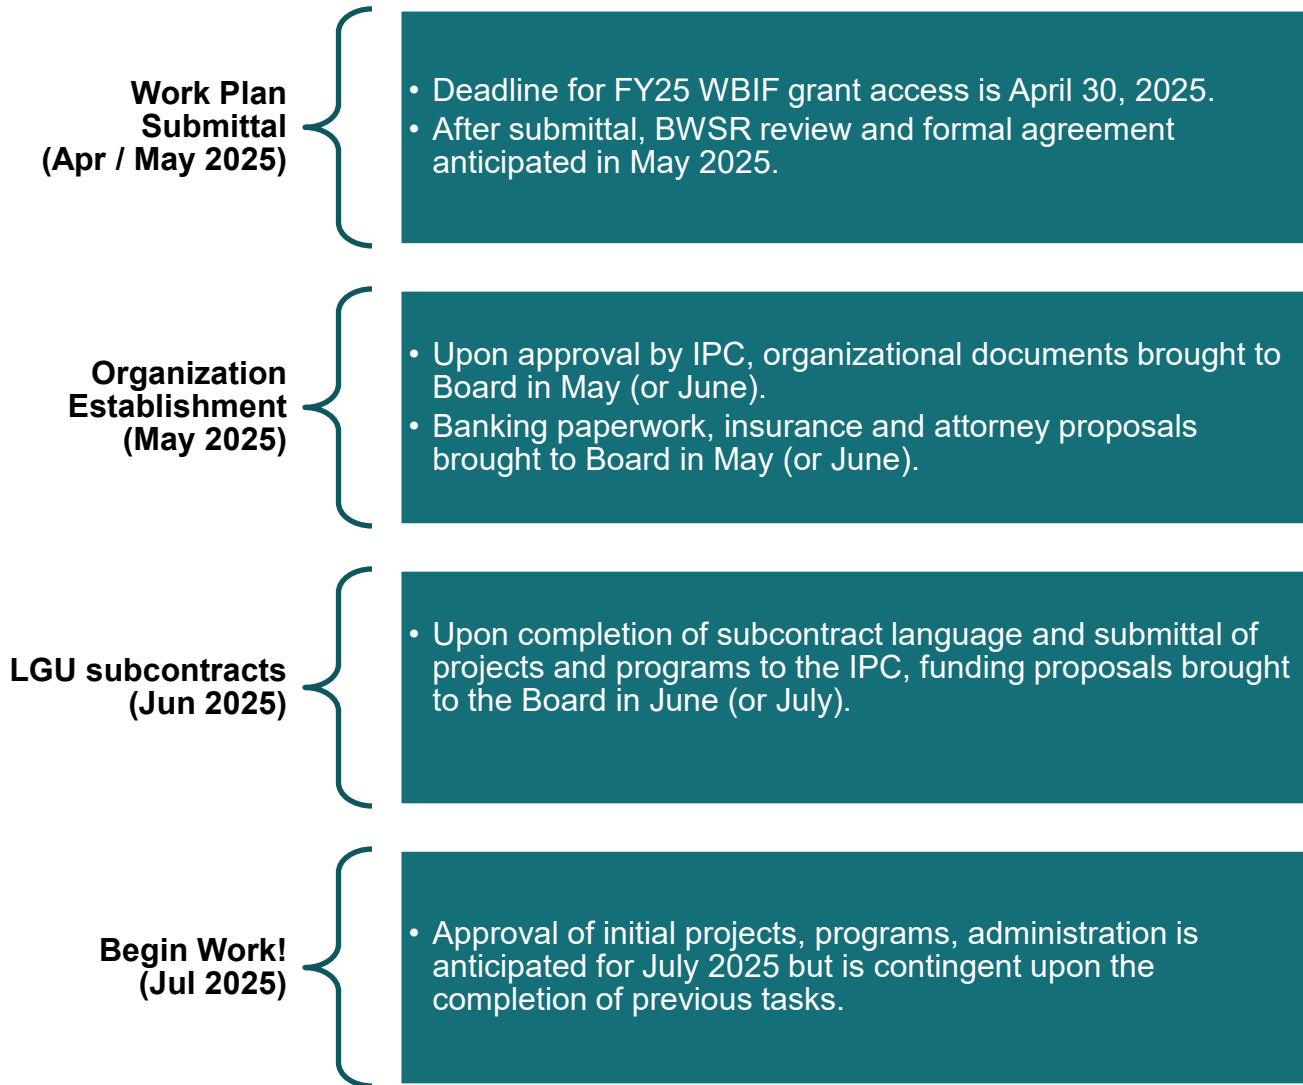 Work Plan
Submittal
(Apr / May 2025)
• Deadline for FY25 WBIF grant access is April 30, 2025.
• After submittal, BWSR review and formal agreement
anticipated in May 2025.
Organization
Establishment
(May 2025)
• Upon approval by IPC, organizational documents brought to
Board in May (or June).
• Banking paperwork, insurance and attorney proposals
brought to Board in May (or June).
LGU subcontracts
(Jun 2025)
• Upon completion of subcontract language and submittal of
projects and programs to the IPC, funding proposals brought
to the Board in June (or July).
Begin Work!
(Jul 2025)
• Approval of initial projects, programs, administration is
anticipated for July 2025 but is contingent upon the
completion of previous tasks.